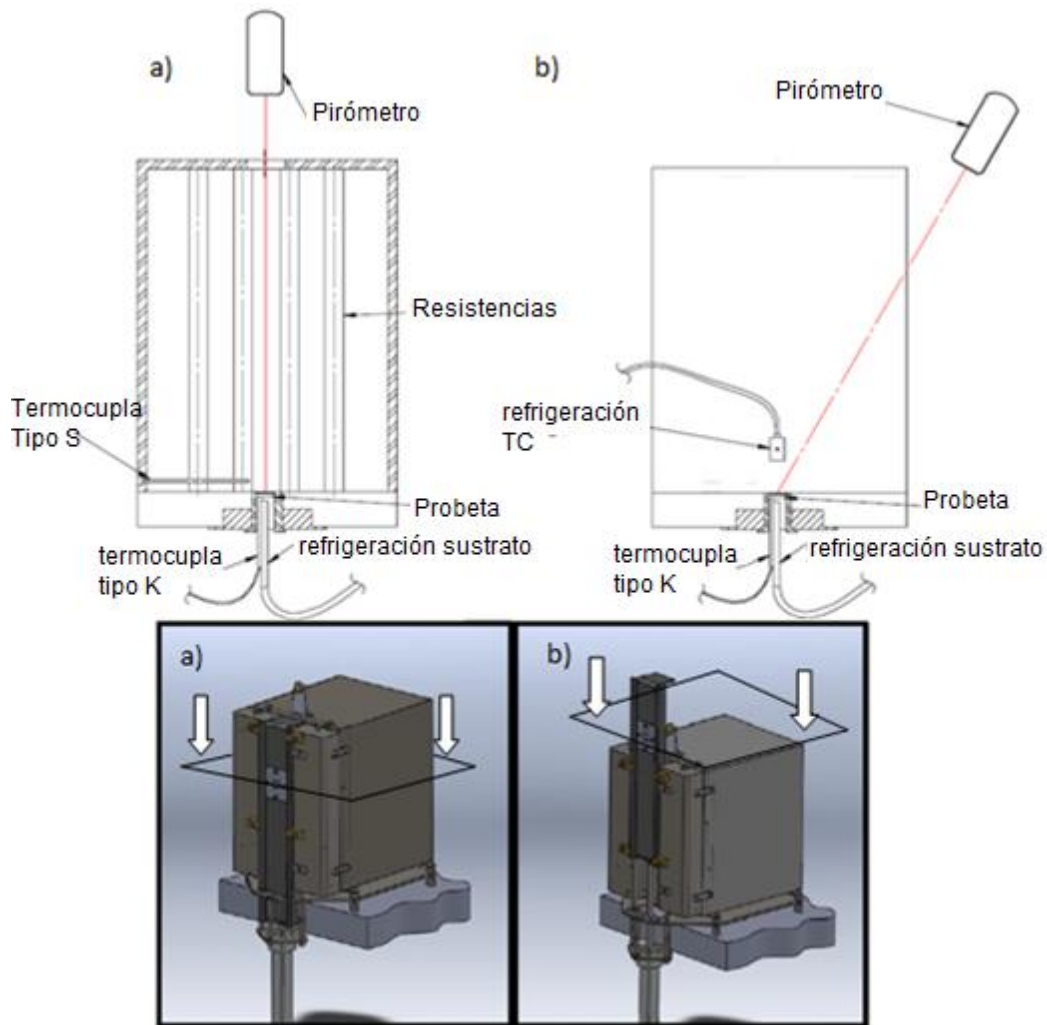 a)
Pirómetro
Resistencias
Termocupla
Tipo S
Probeta
termocupla
tipo K
refrigeración sustrato
b)
Pirómetro
refrigeración
TC
Probeta
termocupla
tipo K
refrigeración sustrato
a)
b)